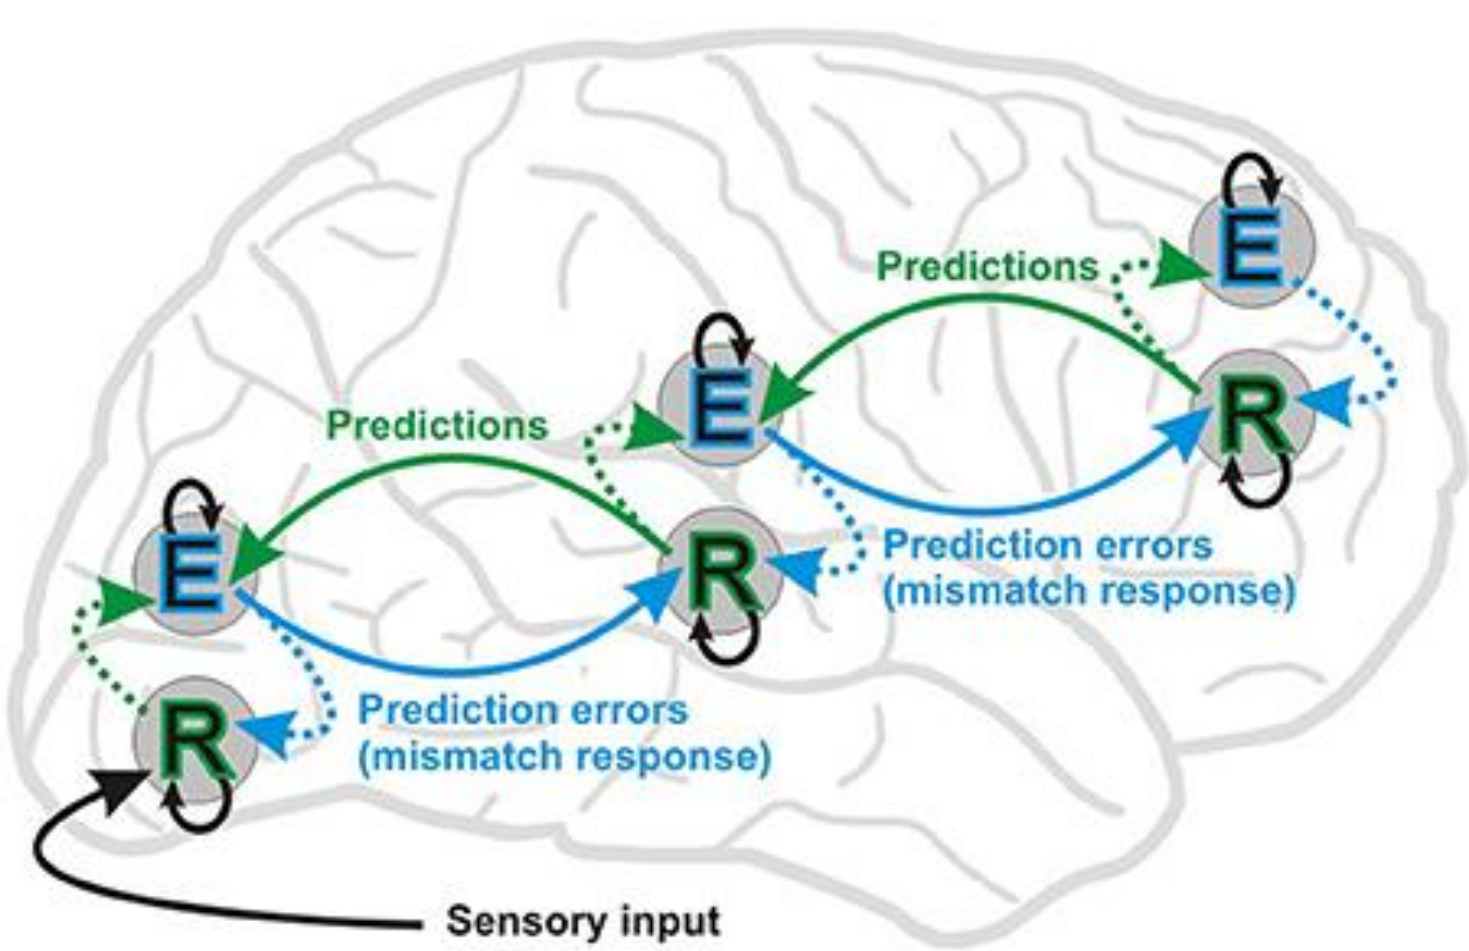 E
Predictions
E
R
Predictions
E
R
Prediction errors
(mismatch response)
R
Prediction errors
(mismatch response)
Sensory input